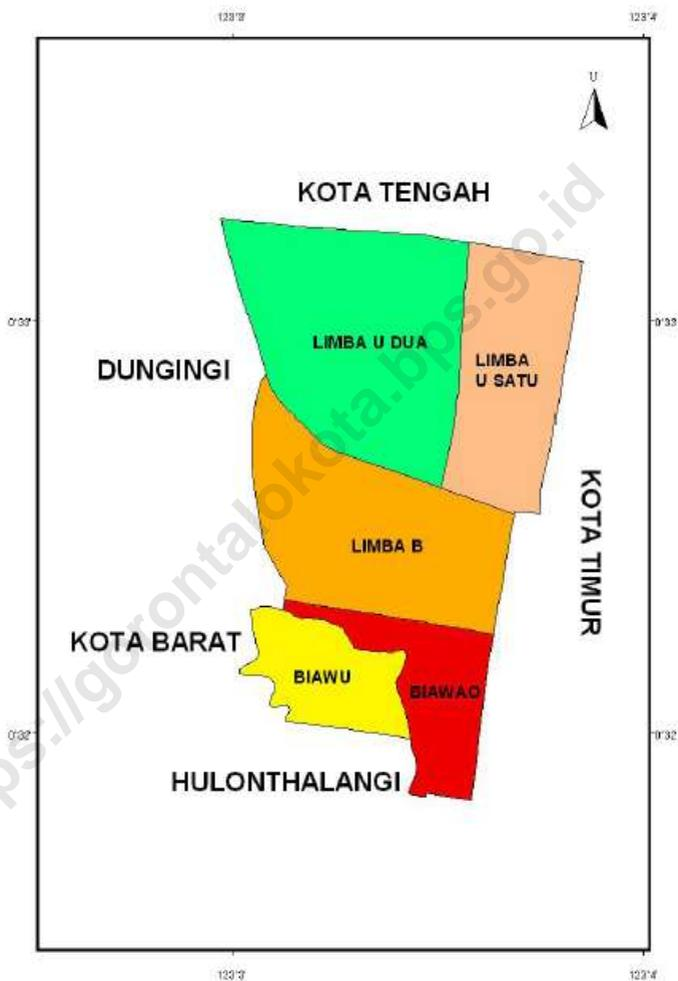 123°3' 123°4'
U
KOTA TENGAH
0°33' 0°33
LIMBA U DUA
LIMBA
U SATU
DUNGINGI
KOTA TIMUR
LIMBA B
KOTA BARAT
BIAWU
BIAWAO
0°32' 0°32
HULONTHALANGI
123°3' 123°4'
ps://gorontalokota.bps.go.id